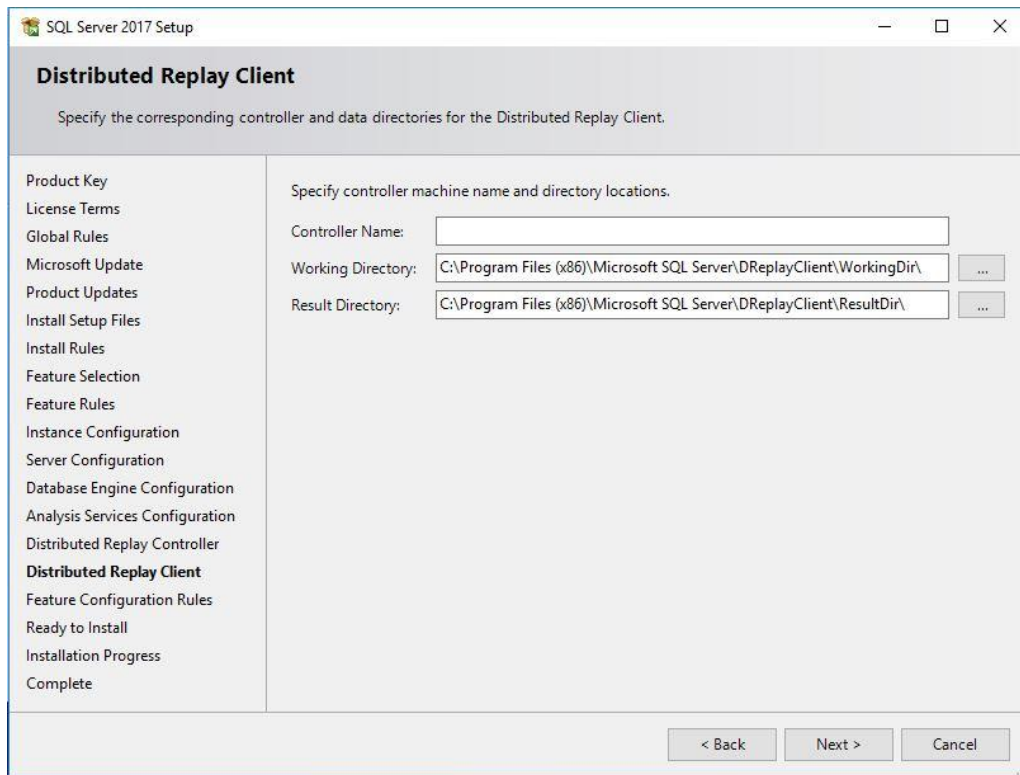 SQL Server 2017 Setup
Distributed Replay Client
Specify the corresponding controller and data directories for the Distributed Replay Client.
Product Key
License Terms
Global Rules
Microsoft Update
Product Updates
Install Setup Files
Install Rules
Feature Selection
Feature Rules
Instance Configuration
Server Configuration
Database Engine Configuration
Analysis Services Configuration
Distributed Replay Controller
Distributed Replay Client
Feature Configuration Rules
Ready to Install
Installation Progress
Complete
Specify controller machine name and directory locations.
Controller Name:
Working Directory: C:\Program Files (x86)\Microsoft SQL Server\DReplayClient\WorkingDir\ ...
Result Directory: C:\Program Files (x86)\Microsoft SQL Server\DReplayClient\ResultDir\ ...
< Back Next > Cancel